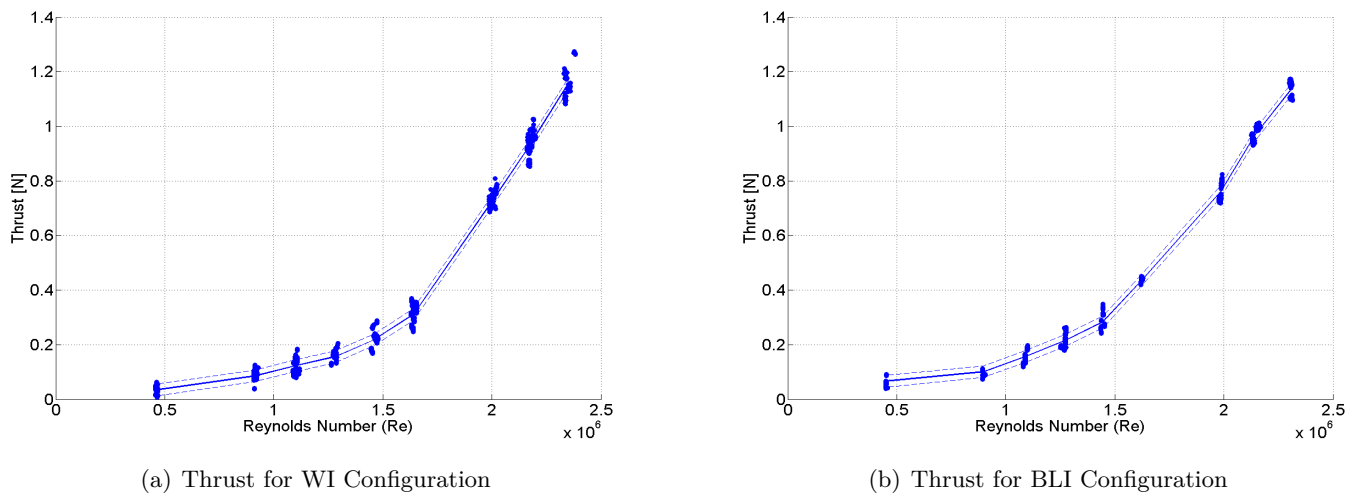 1.4
1.2
1
0.8
0.6
0.4
0.2
0
Thrust [N]
0 0.5 1 1.5 2 2.5
Reynolds Number (Re)
x 10^6
(a) Thrust for WI Configuration
1.4
1.2
1
0.8
0.6
0.4
0.2
0
Thrust [N]
0 0.5 1 1.5 2 2.5
Reynolds Number (Re)
x 10^6
(b) Thrust for BLI Configuration